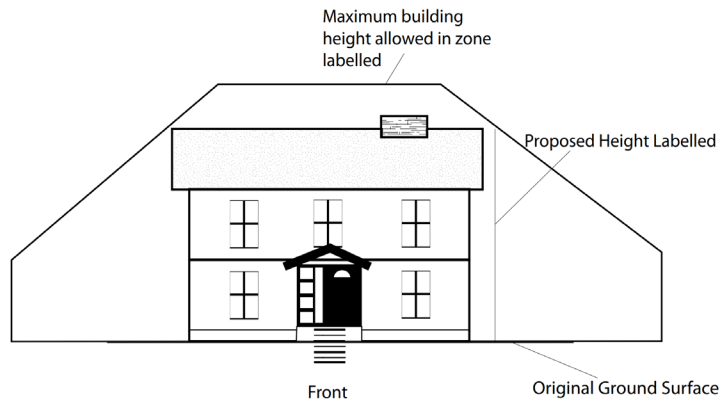 Maximum building
height allowed in zone
labelled
Proposed Height Labelled
Original Ground Surface
Front